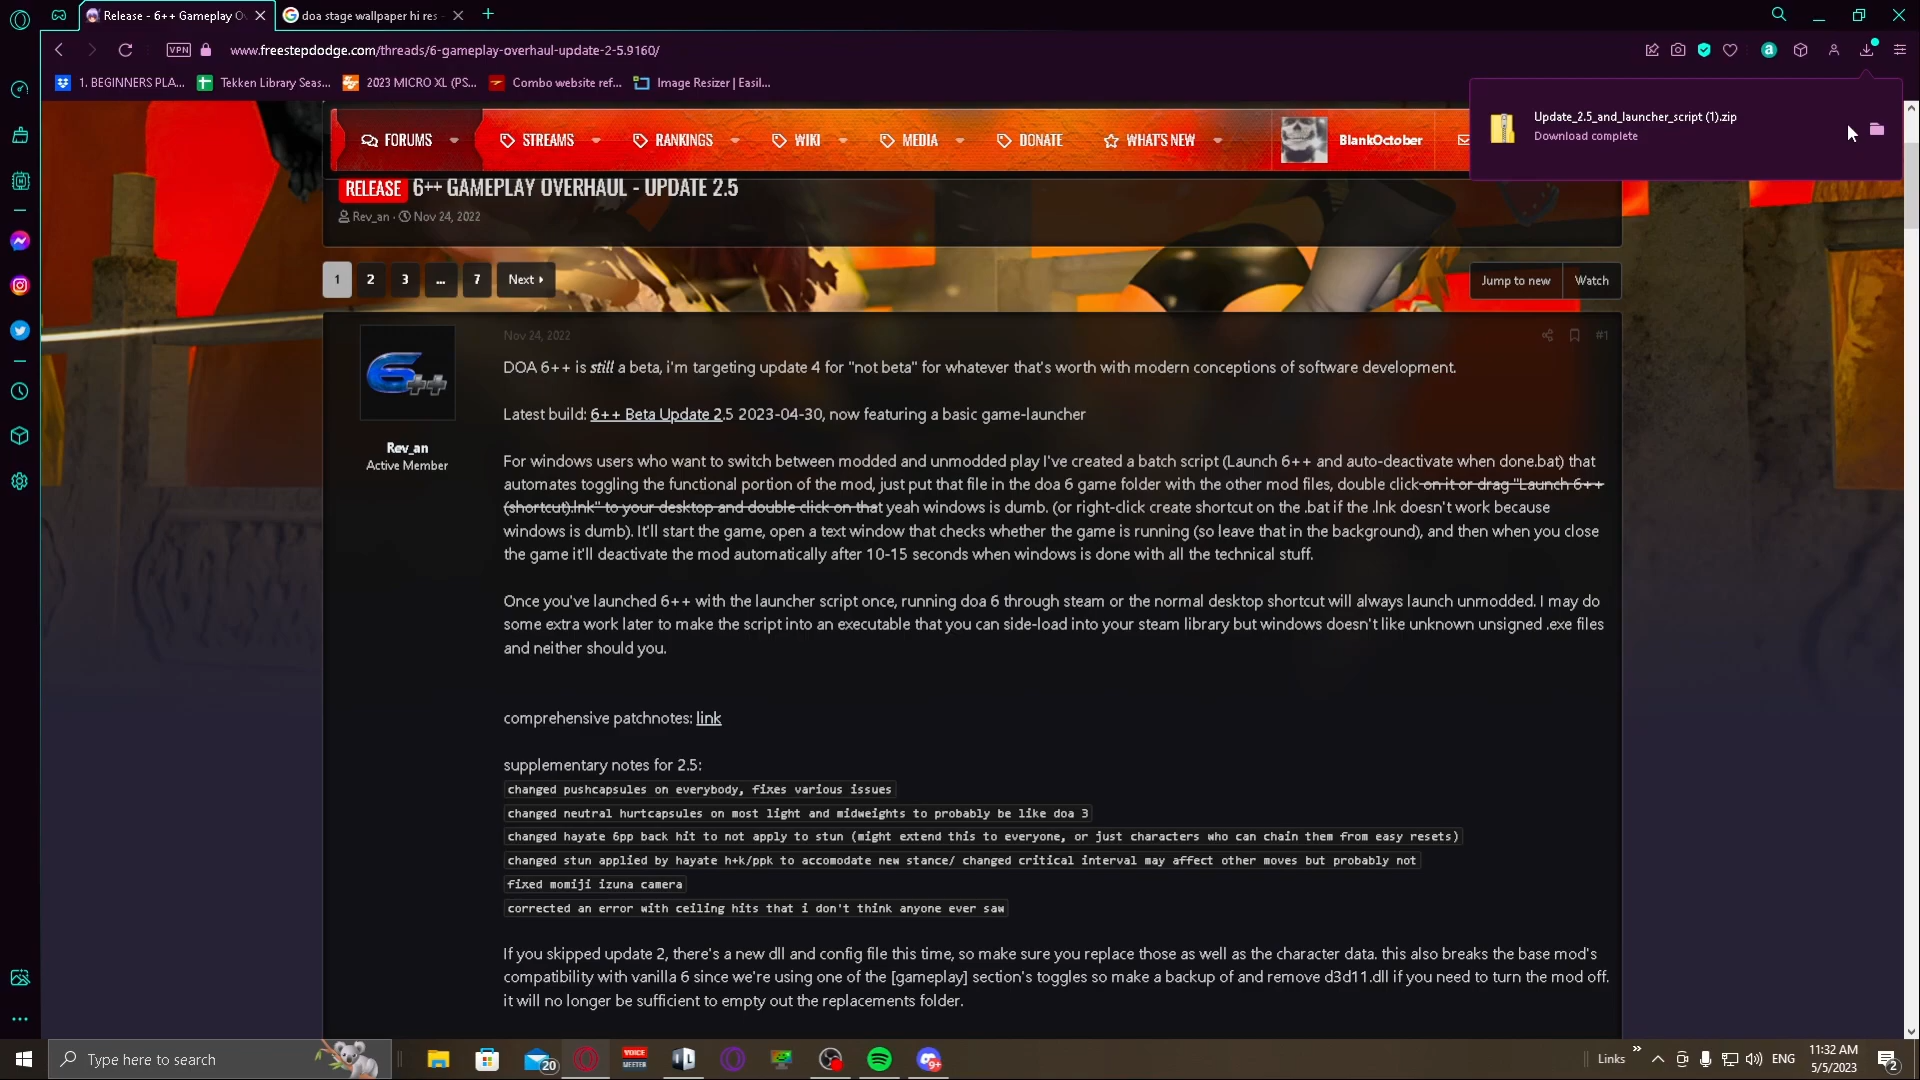 Release - 6++ Gameplay O
doa stage wallpaper hi res -
VPN
www.freestepdodge.com/threads/6-gameplay-overhaul-update-2-5.9160/
1. BEGINNERS PLA...
Tekken Library Seas...
2023 MICRO XL (PS...
Combo website ref...
Image Resizer | Easil...
Update_2.5_and_launcher_script (1).zip
Download complete
FORUMS
STREAMS
RANKINGS
WIKI
MEDIA
DONATE
WHAT'S NEW
BlankOctober
RELEASE 6++ GAMEPLAY OVERHAUL - UPDATE 2.5
Rev_an · Nov 24, 2022
1
2
3
...
7
Next
Jump to new
Watch
Nov 24, 2022
#1
6++
Rev_an
Active Member
DOA 6++ is still a beta, i'm targeting update 4 for "not beta" for whatever that's worth with modern conceptions of software development.
Latest build: 6++ Beta Update 2.5 2023-04-30, now featuring a basic game-launcher
For windows users who want to switch between modded and unmodded play I've created a batch script (Launch 6++ and auto-deactivate when done.bat) that
automates toggling the functional portion of the mod, just put that file in the doa 6 game folder with the other mod files, double click on it or drag "Launch 6++
(shortcut).lnk" to your desktop and double click on that yeah windows is dumb. (or right-click create shortcut on the .bat if the .lnk doesn't work because
windows is dumb). It'll start the game, open a text window that checks whether the game is running (so leave that in the background), and then when you close
the game it'll deactivate the mod automatically after 10-15 seconds when windows is done with all the technical stuff.
Once you've launched 6++ with the launcher script once, running doa 6 through steam or the normal desktop shortcut will always launch unmodded. I may do
some extra work later to make the script into an executable that you can side-load into your steam library but windows doesn't like unknown unsigned .exe files
and neither should you.
comprehensive patchnotes: link
supplementary notes for 2.5:
changed pushcapsules on everybody, fixes various issues
changed neutral hurtcapsules on most light and midweights to probably be like doa 3
changed hayate 6pp back hit to not apply to stun (might extend this to everyone, or just characters who can chain them from easy resets)
changed stun applied by hayate h+k/ppk to accomodate new stance/ changed critical interval may affect other moves but probably not
fixed momiji izuna camera
corrected an error with ceiling hits that i don't think anyone ever saw
If you skipped update 2, there's a new dll and config file this time, so make sure you replace those as well as the character data. this also breaks the base mod's
compatibility with vanilla 6 since we're using one of the [gameplay] section's toggles so make a backup of and remove d3d11.dll if you need to turn the mod off.
it will no longer be sufficient to empty out the replacements folder.
Type here to search
20
VOICE
MEETER
9+
Links
ENG
11:32 AM
5/5/2023
2